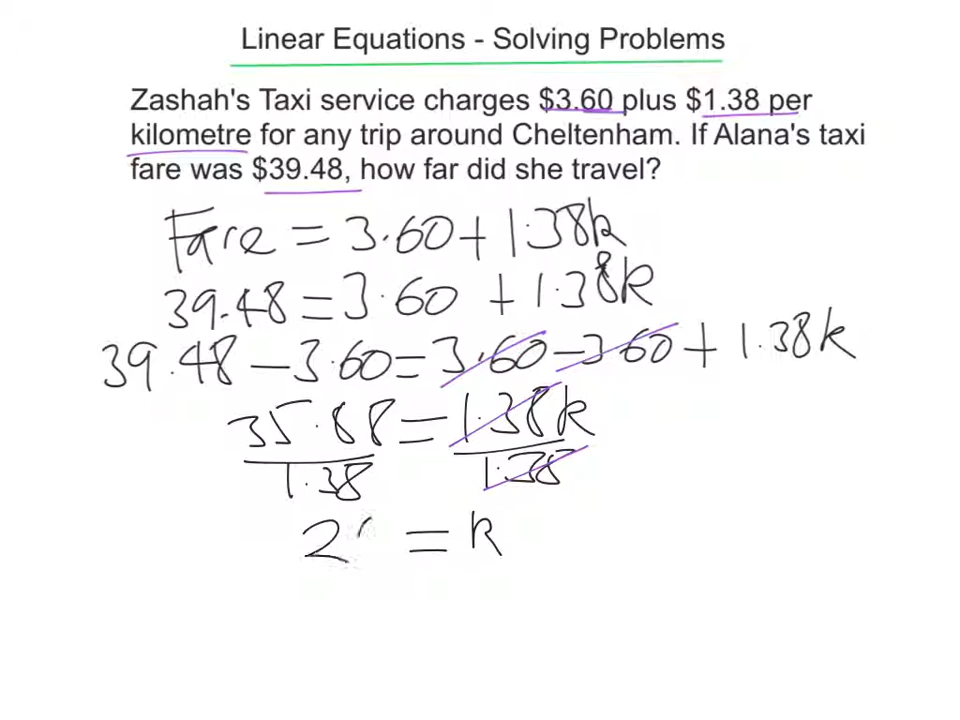 Linear Equations - Solving Problems
Zashah's Taxi service charges $3.60 plus $1.38 per
kilometre for any trip around Cheltenham. If Alana's taxi
fare was $39.48, how far did she travel?
Fare = 3.60 + 1.38k
39.48 = 3.60 + 1.38k
39.48 - 3.60 = 3.60 - 3.60 + 1.38k
35.88 = 1.38k
1.38 1.38
2 = k